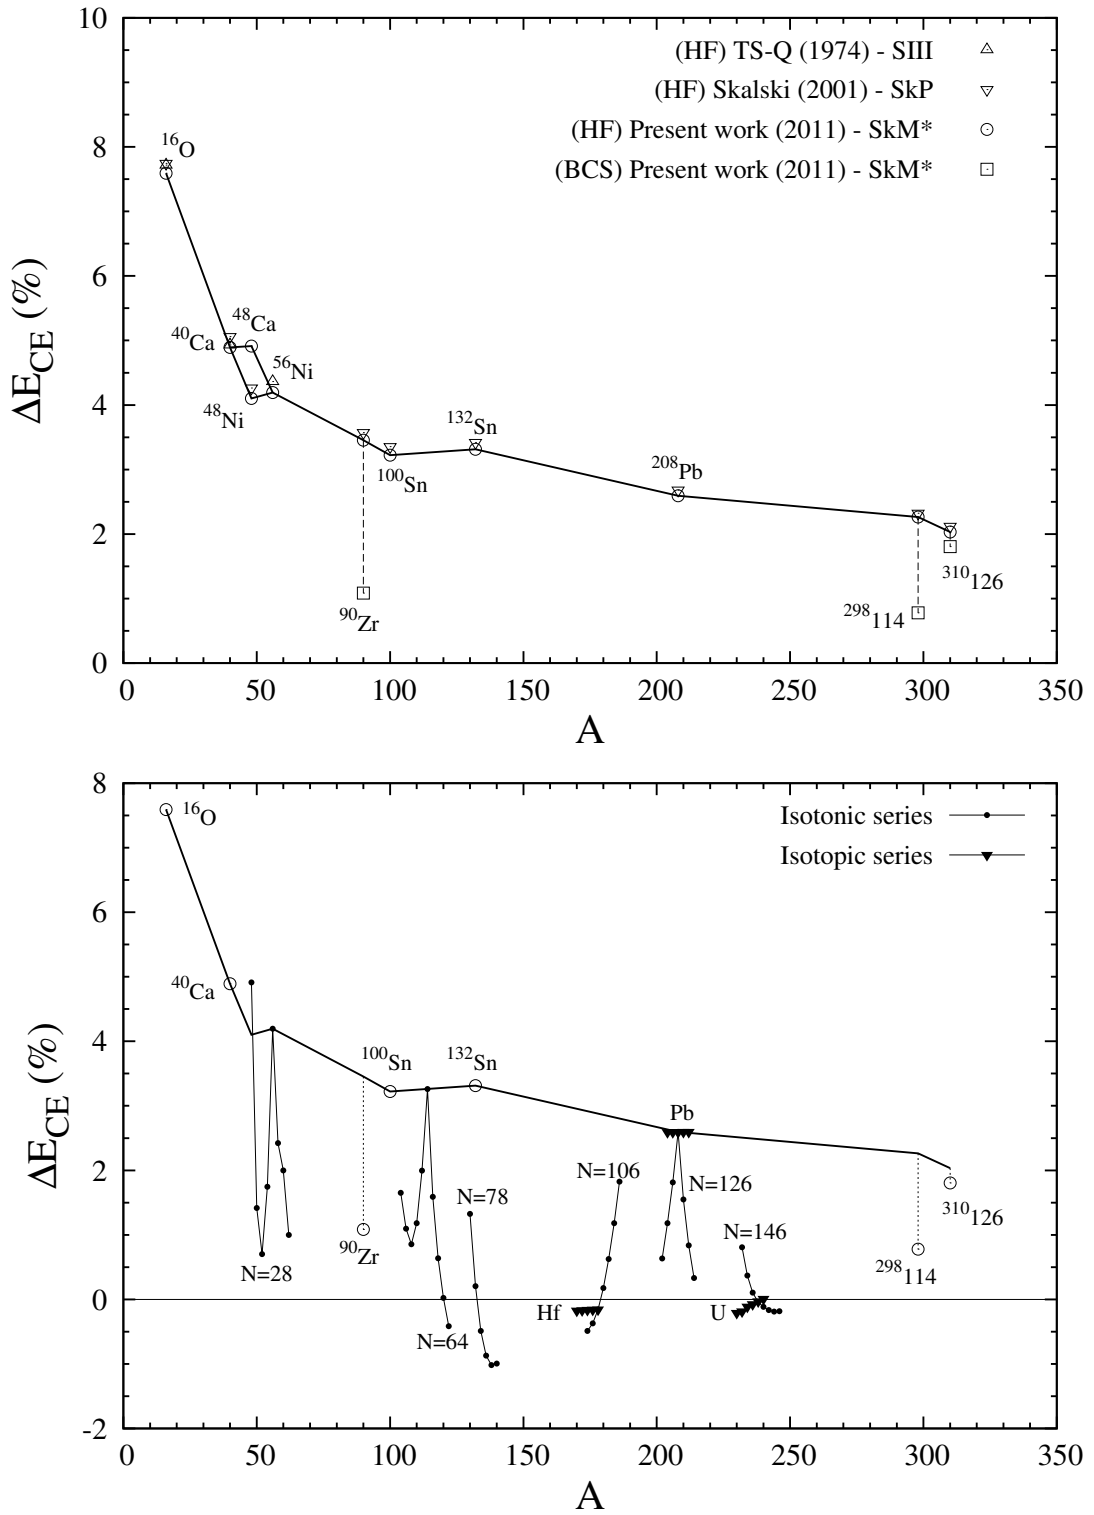 10
8
6
4
2
0
ΔE_CE (%)
(HF) TS-Q (1974) - SIII
(HF) Skalski (2001) - SkP
(HF) Present work (2011) - SkM*
(BCS) Present work (2011) - SkM*
¹⁶O
⁴⁸Ca
⁴⁰Ca
⁵⁶Ni
⁴⁸Ni
¹³²Sn
¹⁰⁰Sn
²⁰⁸Pb
³¹⁰126
²⁹⁸114
⁹⁰Zr
0 50 100 150 200 250 300 350
A
8
6
4
2
0
-2
ΔE_CE (%)
Isotonic series
Isotopic series
¹⁶O
⁴⁰Ca
¹⁰⁰Sn
¹³²Sn
Pb
N=106
N=126
N=78
³¹⁰126
N=146
⁹⁰Zr
²⁹⁸114
N=28
Hf
U
N=64
0 50 100 150 200 250 300 350
A